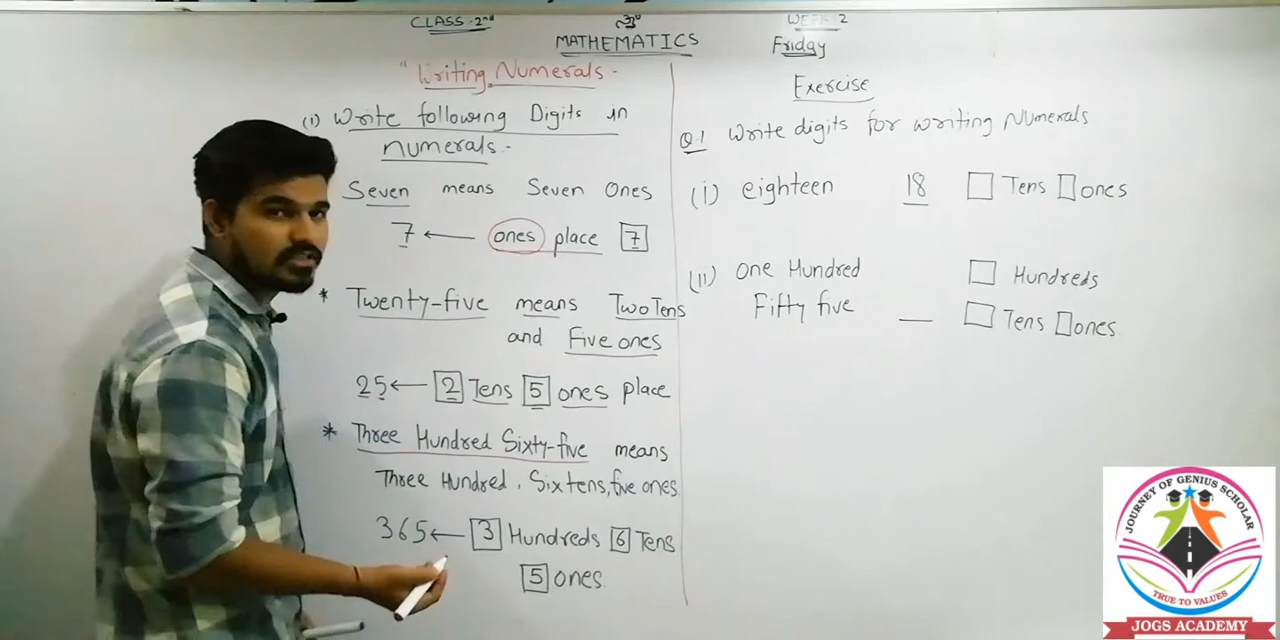 CLASS-2nd
MATHEMATICS
WEEK 2
Friday
"Writing Numerals-
(i) Write following Digits in
numerals.-
Seven means Seven Ones
7 ← ones place 7
* Twenty-five means Two Tens
and Five ones
25 ← 2 Tens 5 ones place
* Three Hundred Sixty-five means
Three Hundred, Six tens, five ones.
365 ← 3 Hundreds 6 Tens
5 ones.
Exercise
Q.1 Write digits for writing Numerals
(i) eighteen 18 □ Tens □ ones
(ii) One Hundred □ Hundreds
Fifty five __ □ Tens □ ones.
JOURNEY OF GENIUS SCHOLAR
TRUE TO VALUES
JOGS ACADEMY